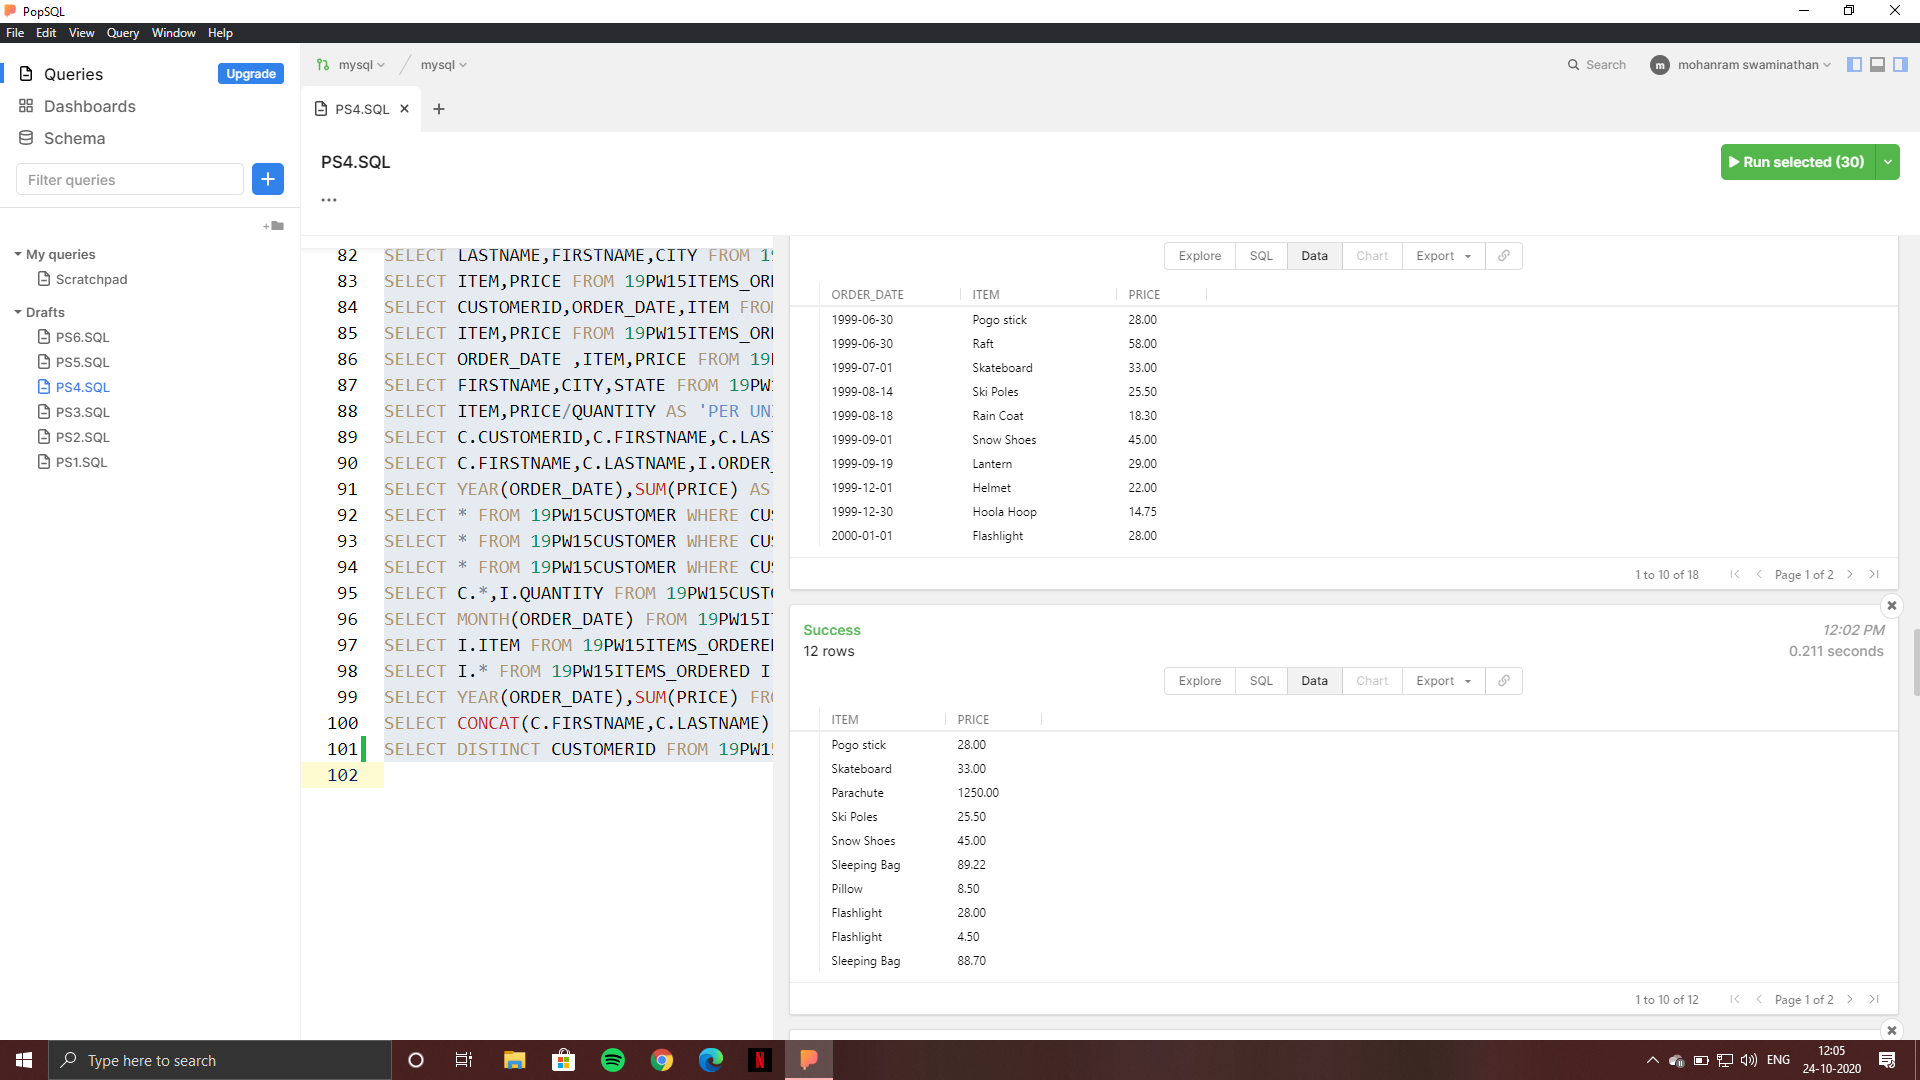 PopSQL
File Edit View Query Window Help
Queries Upgrade
Dashboards
Schema
Filter queries
My queries
Scratchpad
Drafts
PS6.SQL
PS5.SQL
PS4.SQL
PS3.SQL
PS2.SQL
PS1.SQL
mysql mysql Search m mohanram swaminathan
PS4.SQL
PS4.SQL
Run selected (30)
...
82 SELECT LASTNAME,FIRSTNAME,CITY FROM 19
83 SELECT ITEM,PRICE FROM 19PW15ITEMS_ORD
84 SELECT CUSTOMERID,ORDER_DATE,ITEM FROM
85 SELECT ITEM,PRICE FROM 19PW15ITEMS_ORD
86 SELECT ORDER_DATE ,ITEM,PRICE FROM 19P
87 SELECT FIRSTNAME,CITY,STATE FROM 19PW1
88 SELECT ITEM,PRICE/QUANTITY AS 'PER UNI
89 SELECT C.CUSTOMERID,C.FIRSTNAME,C.LAST
90 SELECT C.FIRSTNAME,C.LASTNAME,I.ORDER_
91 SELECT YEAR(ORDER_DATE),SUM(PRICE) AS
92 SELECT * FROM 19PW15CUSTOMER WHERE CUS
93 SELECT * FROM 19PW15CUSTOMER WHERE CUS
94 SELECT * FROM 19PW15CUSTOMER WHERE CUS
95 SELECT C.*,I.QUANTITY FROM 19PW15CUSTO
96 SELECT MONTH(ORDER_DATE) FROM 19PW15IT
97 SELECT I.ITEM FROM 19PW15ITEMS_ORDERED
98 SELECT I.* FROM 19PW15ITEMS_ORDERED I
99 SELECT YEAR(ORDER_DATE),SUM(PRICE) FRO
100 SELECT CONCAT(C.FIRSTNAME,C.LASTNAME)
101 SELECT DISTINCT CUSTOMERID FROM 19PW15
102
Explore SQL Data Chart Export
ORDER_DATE ITEM PRICE
1999-06-30 Pogo stick 28.00
1999-06-30 Raft 58.00
1999-07-01 Skateboard 33.00
1999-08-14 Ski Poles 25.50
1999-08-18 Rain Coat 18.30
1999-09-01 Snow Shoes 45.00
1999-09-19 Lantern 29.00
1999-12-01 Helmet 22.00
1999-12-30 Hoola Hoop 14.75
2000-01-01 Flashlight 28.00
1 to 10 of 18 Page 1 of 2
Success 12:02 PM
12 rows 0.211 seconds
Explore SQL Data Chart Export
ITEM PRICE
Pogo stick 28.00
Skateboard 33.00
Parachute 1250.00
Ski Poles 25.50
Snow Shoes 45.00
Sleeping Bag 89.22
Pillow 8.50
Flashlight 28.00
Flashlight 4.50
Sleeping Bag 88.70
1 to 10 of 12 Page 1 of 2
Type here to search
ENG
12:05
24-10-2020